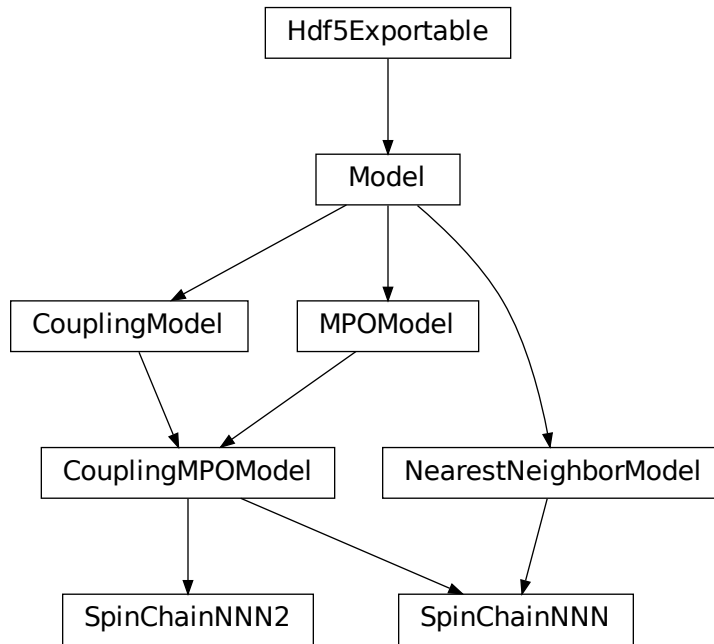 Hdf5Exportable
Model
CouplingModel
MPOModel
CouplingMPOModel
NearestNeighborModel
SpinChainNNN2
SpinChainNNN